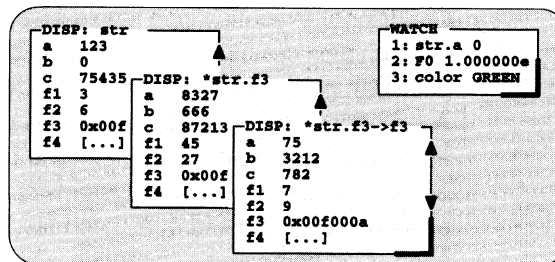 DISP: str
a 123
b 0
c 75435
f1 3
f2 6
f3 0x00f
f4 [...]
DISP: *str.f3
a 8327
b 666
c 87213
f1 45
f2 27
f3 0x00f
f4 [...]
DISP: *str.f3->f3
a 75
b 3212
c 782
f1 7
f2 9
f3 0x00f000a
f4 [...]
WATCH
1: str.a 0
2: F0 1.000000e
3: color GREEN